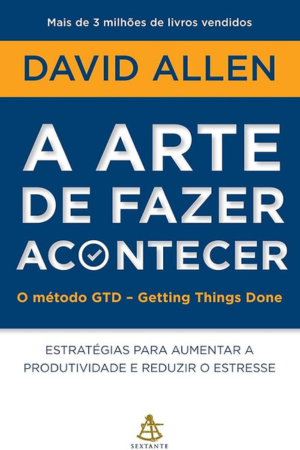 Mais de 3 milhões de livros vendidos
DAVID ALLEN
A ARTE
DE FAZER
ACONTECER
O método GTD – Getting Things Done
ESTRATÉGIAS PARA AUMENTAR A
PRODUTIVIDADE E REDUZIR O ESTRESSE
SEXTANTE